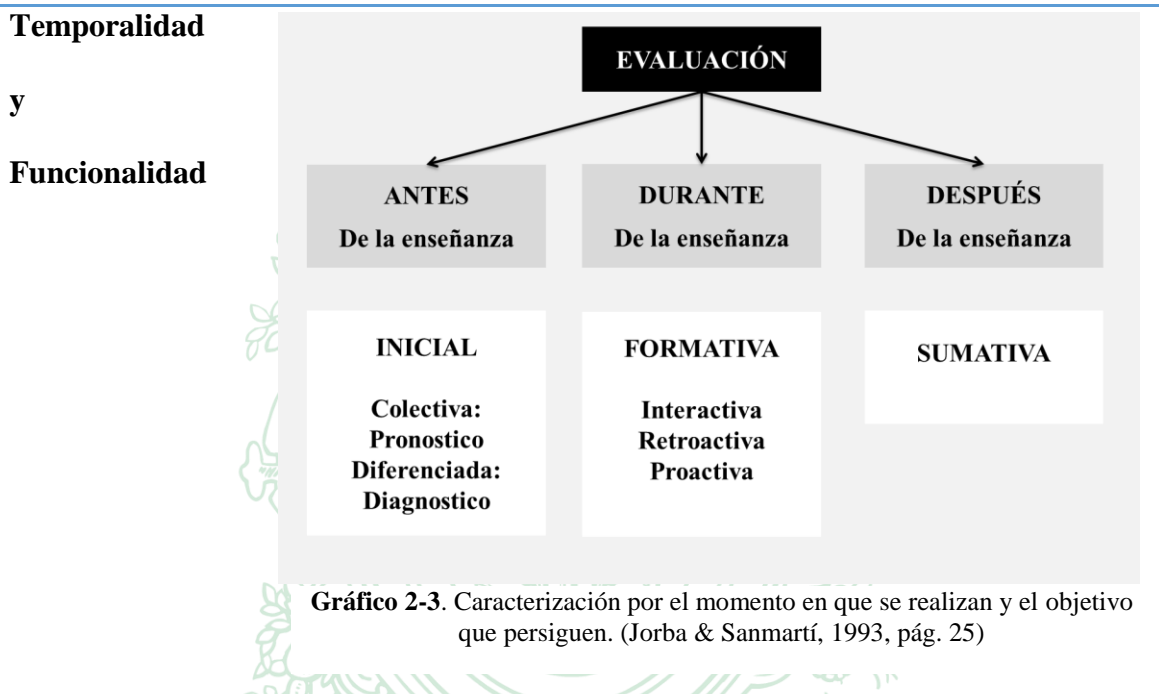 Temporalidad
y
Funcionalidad
EVALUACIÓN
ANTES
De la enseñanza
DURANTE
De la enseñanza
DESPUÉS
De la enseñanza
INICIAL
Colectiva:
Pronostico
Diferenciada:
Diagnostico
FORMATIVA
Interactiva
Retroactiva
Proactiva
SUMATIVA
Gráfico 2-3. Caracterización por el momento en que se realizan y el objetivo
que persiguen. (Jorba & Sanmartí, 1993, pág. 25)